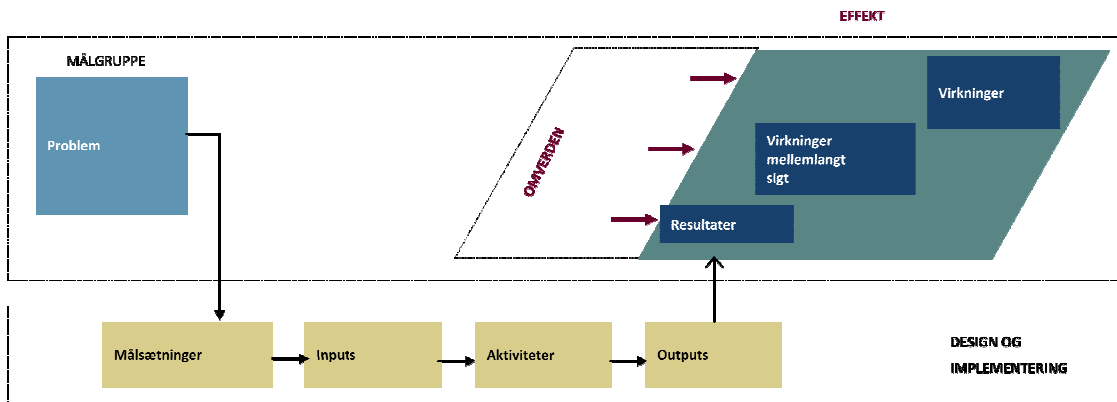 EFFEKT
MÅLGRUPPE
Problem
OMVERDEN
Virkninger
Virkninger
mellemlangt
sigt
Resultater
Målsætninger
Inputs
Aktiviteter
Outputs
DESIGN OG
IMPLEMENTERING